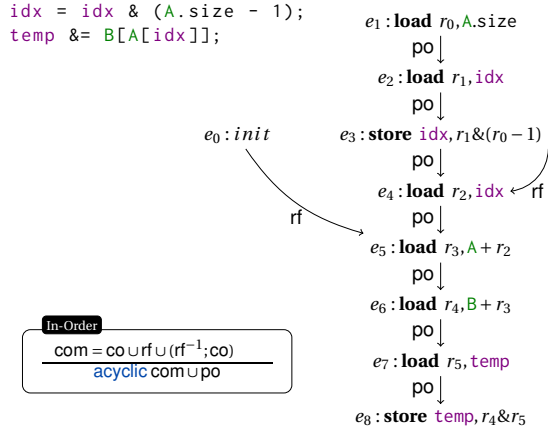 idx = idx & (A.size - 1);
temp &= B[A[idx]];
e₁: load r₀,A.size
po
e₂: load r₁,idx
po
e₀: init
e₃: store idx,r₁&(r₀−1)
po
e₄: load r₂,idx
rf
rf
po
e₅: load r₃,A+r₂
po
e₆: load r₄,B+r₃
po
e₇: load r₅,temp
po
e₈: store temp,r₄&r₅
In-Order
com = co ∪ rf ∪ (rf⁻¹; co)
acyclic com ∪ po